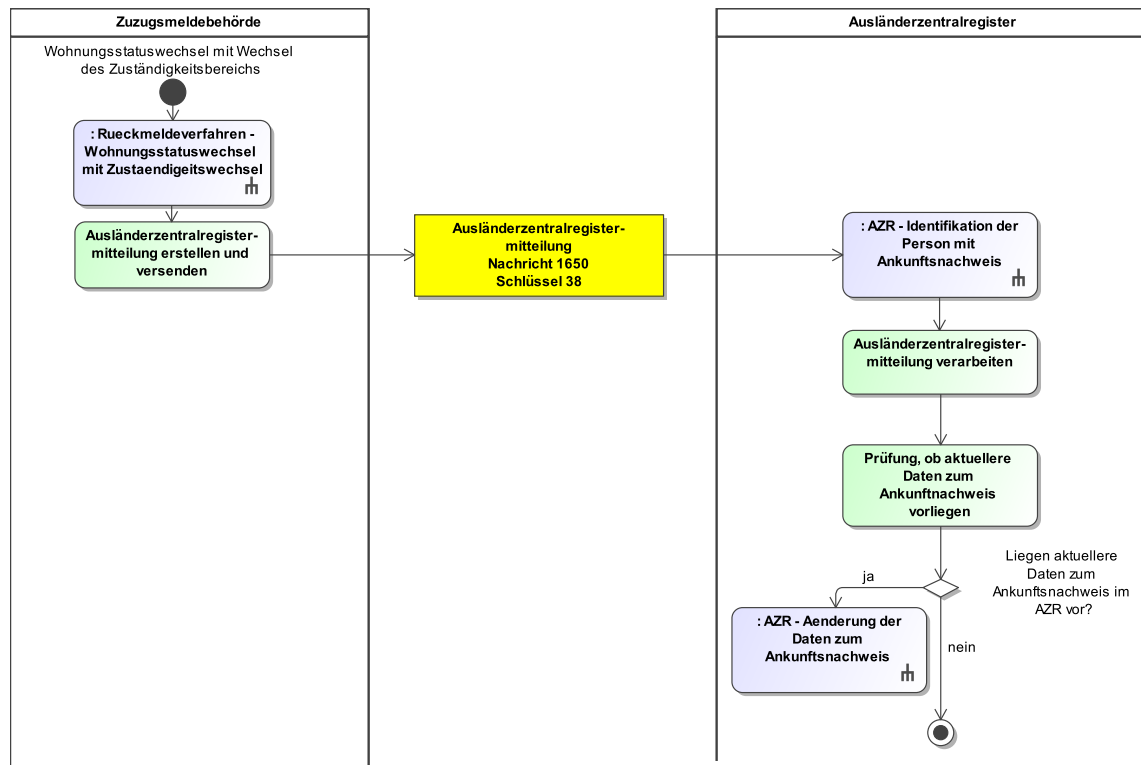 Zuzugsmeldebehörde
Wohnungsstatuswechsel mit Wechsel
des Zuständigkeitsbereichs
: Rueckmeldeverfahren -
Wohnungsstatuswechsel
mit Zustaendigeitswechsel
Ausländerzentralregister-
mitteilung erstellen und
versenden
Ausländerzentralregister-
mitteilung
Nachricht 1650
Schlüssel 38
Ausländerzentralregister
: AZR - Identifikation der
Person mit
Ankunftsnachweis
Ausländerzentralregister-
mitteilung verarbeiten
Prüfung, ob aktuellere
Daten zum
Ankunftnachweis
vorliegen
Liegen aktuellere
Daten zum
Ankunftsnachweis im
AZR vor?
ja
: AZR - Aenderung der
Daten zum
Ankunftsnachweis
nein